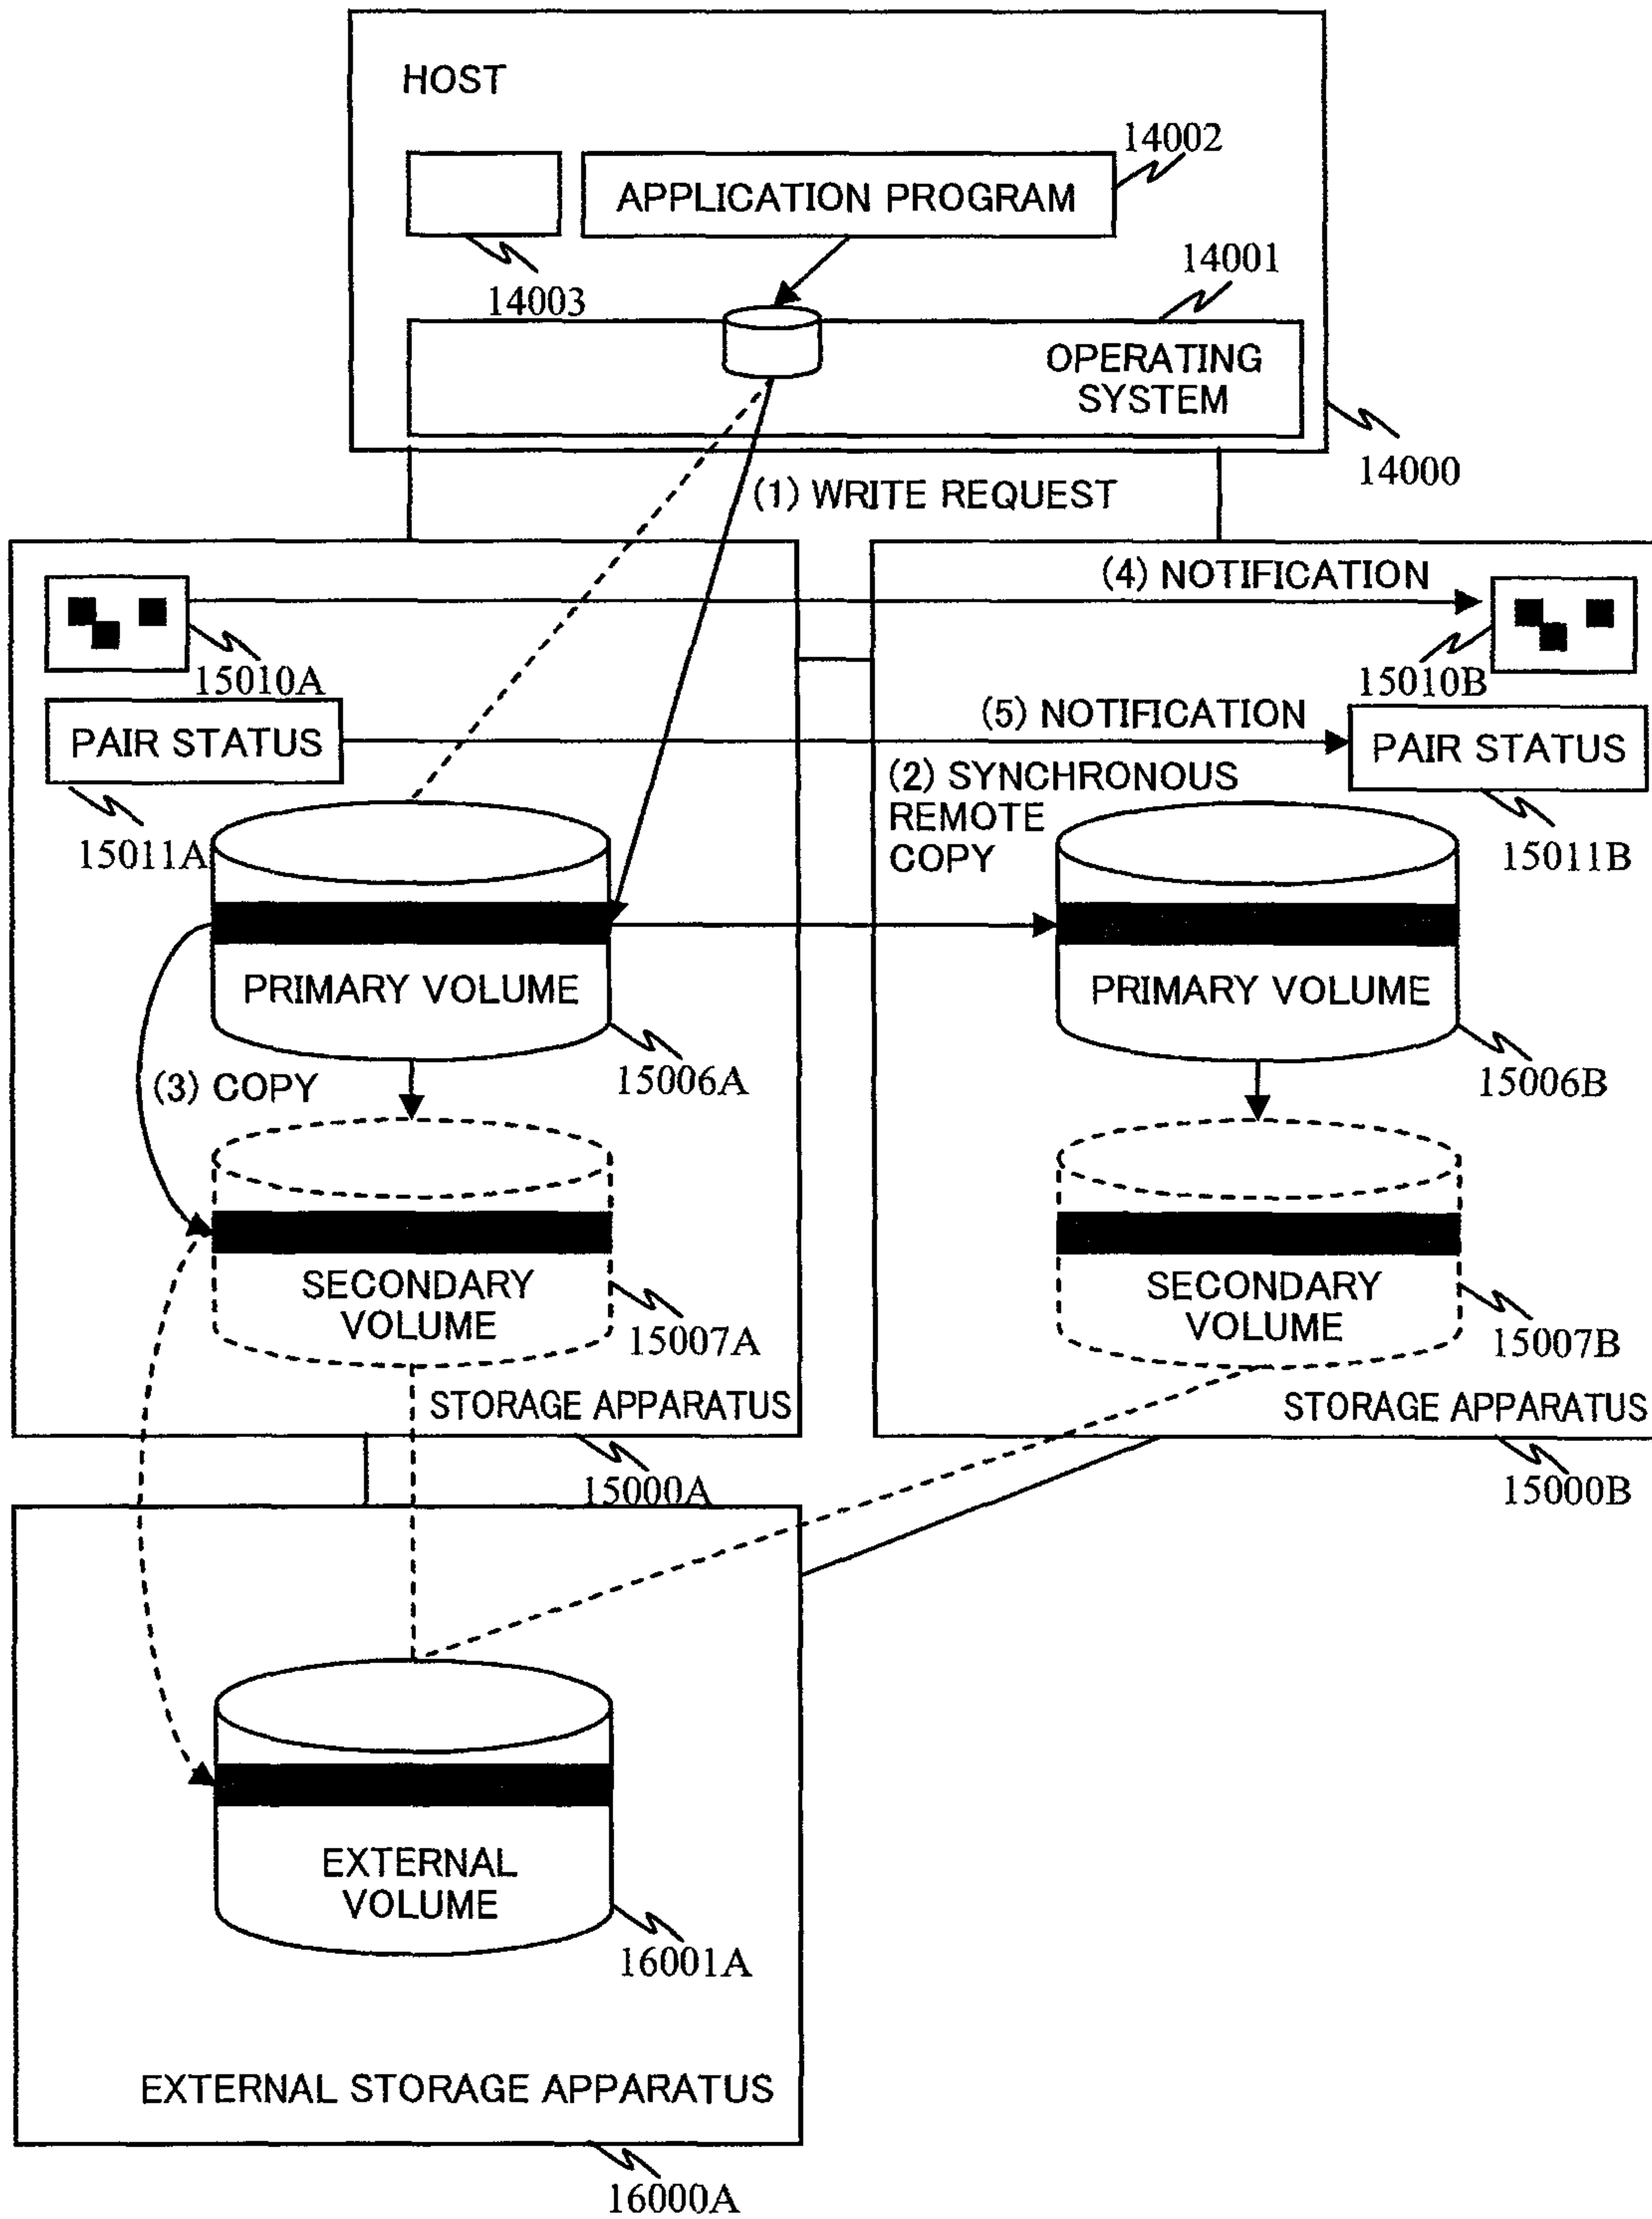 HOST
14002
APPLICATION PROGRAM
14001
14003
OPERATING
SYSTEM
14000
(1) WRITE REQUEST
(4) NOTIFICATION
15010A
15010B
(5) NOTIFICATION
PAIR STATUS
PAIR STATUS
(2) SYNCHRONOUS
REMOTE
COPY
15011A
15011B
PRIMARY VOLUME
PRIMARY VOLUME
15006A
15006B
(3) COPY
SECONDARY
VOLUME
SECONDARY
VOLUME
15007A
15007B
STORAGE APPARATUS
STORAGE APPARATUS
15000A
15000B
EXTERNAL
VOLUME
16001A
EXTERNAL STORAGE APPARATUS
16000A